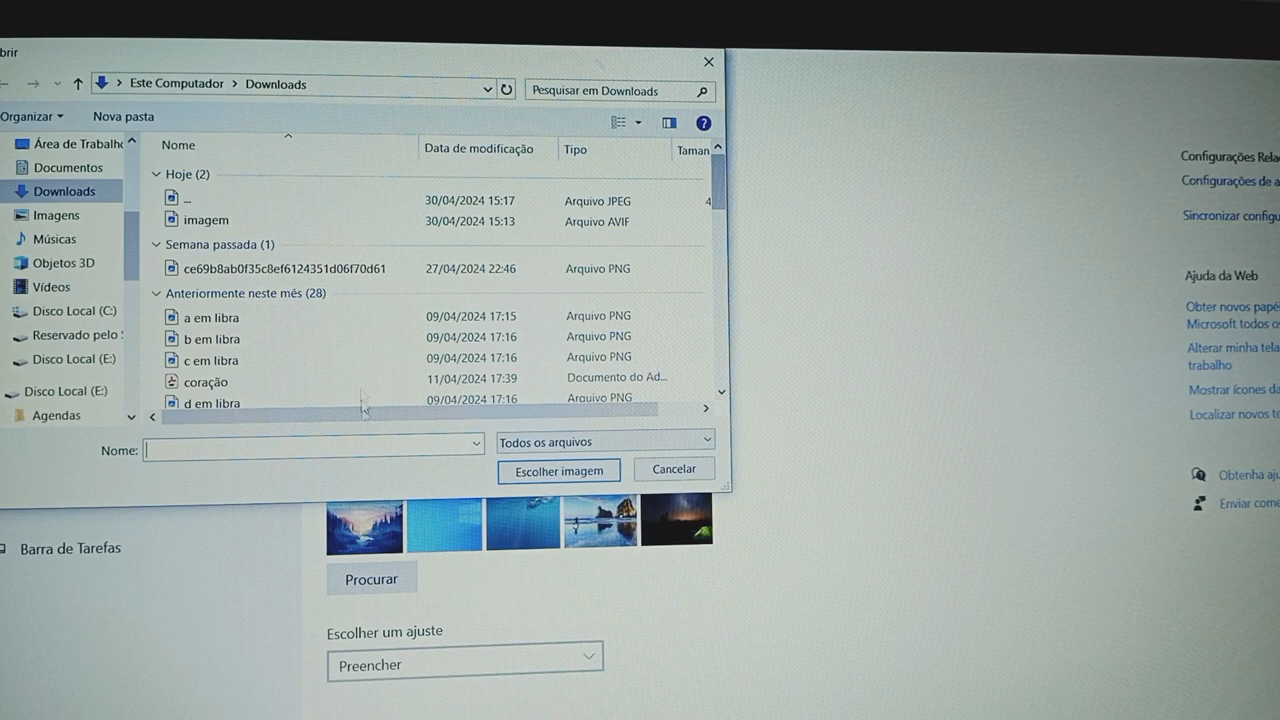 brir
Este Computador > Downloads
Pesquisar em Downloads
Organizar
Nova pasta
Nome
Data de modificação
Tipo
Taman
Área de Trabalho
Documentos
Downloads
Imagens
Músicas
Objetos 3D
Vídeos
Disco Local (C:)
Reservado pelo
Disco Local (E:)
Disco Local (E:)
Agendas
Hoje (2)
... 30/04/2024 15:17 Arquivo JPEG 4
imagem 30/04/2024 15:13 Arquivo AVIF
Semana passada (1)
ce69b8ab0f35c8ef6124351d06f70d61 27/04/2024 22:46 Arquivo PNG
Anteriormente neste mês (28)
a em libra 09/04/2024 17:15 Arquivo PNG
b em libra 09/04/2024 17:16 Arquivo PNG
c em libra 09/04/2024 17:16 Arquivo PNG
coração 11/04/2024 17:39 Documento do Ad...
d em libra 09/04/2024 17:16 Arquivo PNG
Nome:
Todos os arquivos
Escolher imagem
Cancelar
Barra de Tarefas
Procurar
Escolher um ajuste
Preencher
Configurações Rela
Configurações de a
Sincronizar configu
Ajuda da Web
Obter novos papé
Microsoft todos os
Alterar minha tela
trabalho
Mostrar ícones da
Localizar novos te
Obtenha aju
Enviar come